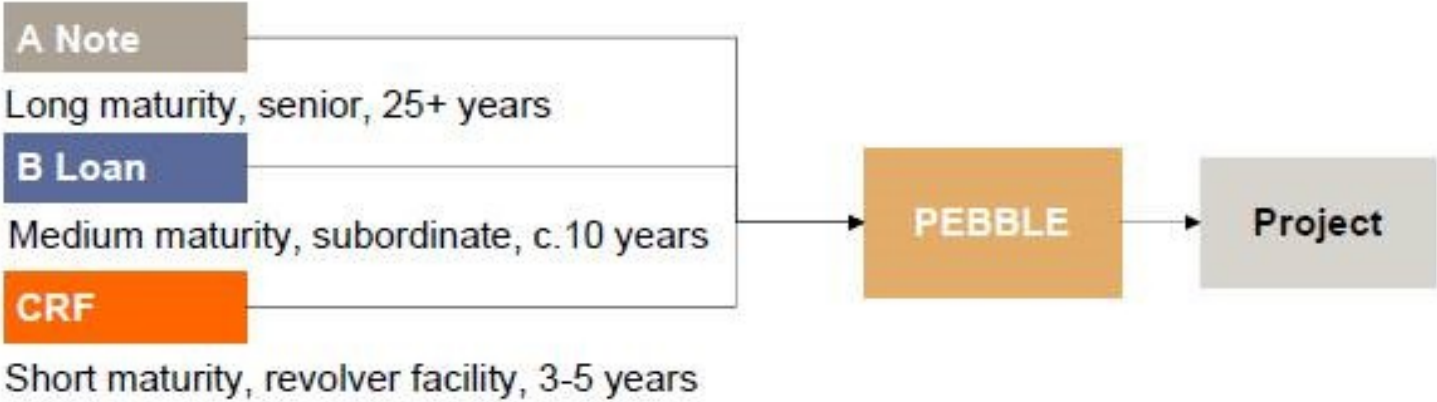 A Note
Long maturity, senior, 25+ years
B Loan
Medium maturity, subordinate, c.10 years
CRF
Short maturity, revolver facility, 3-5 years
PEBBLE
Project